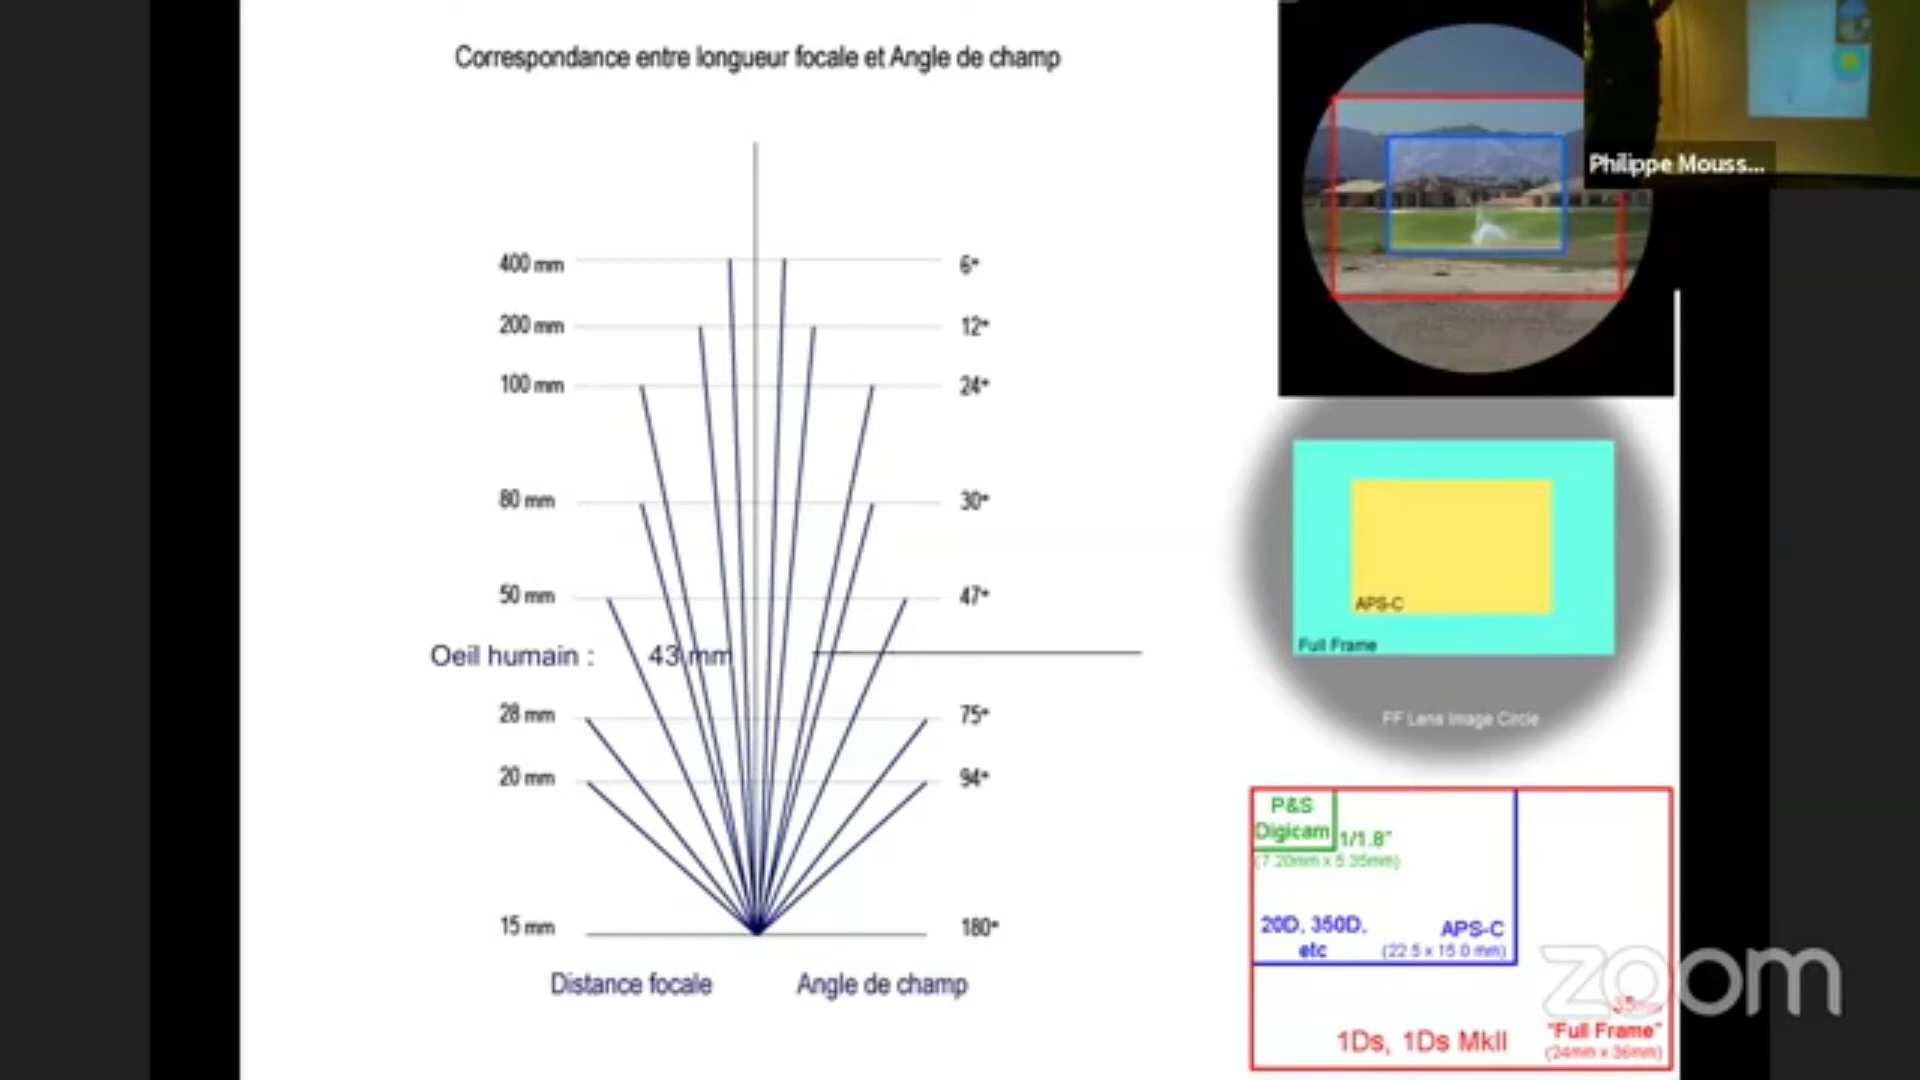 Correspondance entre longueur focale et Angle de champ
Philippe Mouss...
400 mm
6°
200 mm
12°
100 mm
24°
80 mm
30°
50 mm
47°
Oeil humain :
43 mm
28 mm
75°
20 mm
94°
15 mm
180°
Distance focale
Angle de champ
APS-C
Full Frame
FF Lens Image Circle
P&S
Digicam
1/1.8"
(7.20mm x 5.35mm)
20D, 350D,
etc
APS-C
(22.5 x 15.0 mm)
35mm
"Full Frame"
(24mm x 36mm)
1Ds, 1Ds MkII
zoom